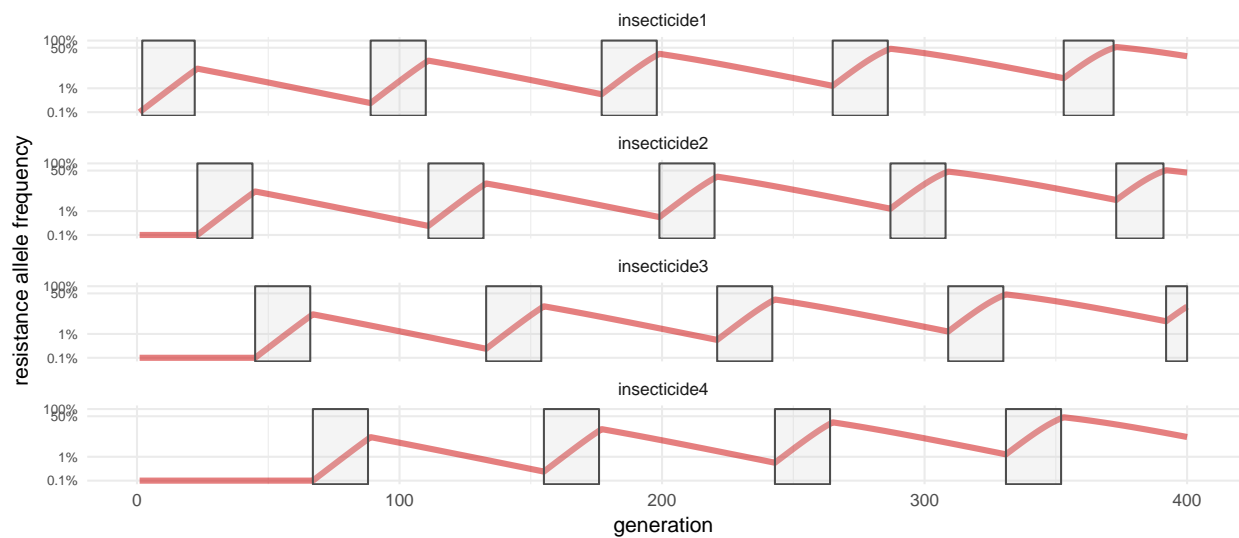 insecticide1
100%
50%
1%
0.1%
insecticide2
100%
50%
1%
0.1%
resistance allele frequency
insecticide3
100%
50%
1%
0.1%
insecticide4
100%
50%
1%
0.1%
0 100 200 300 400
generation